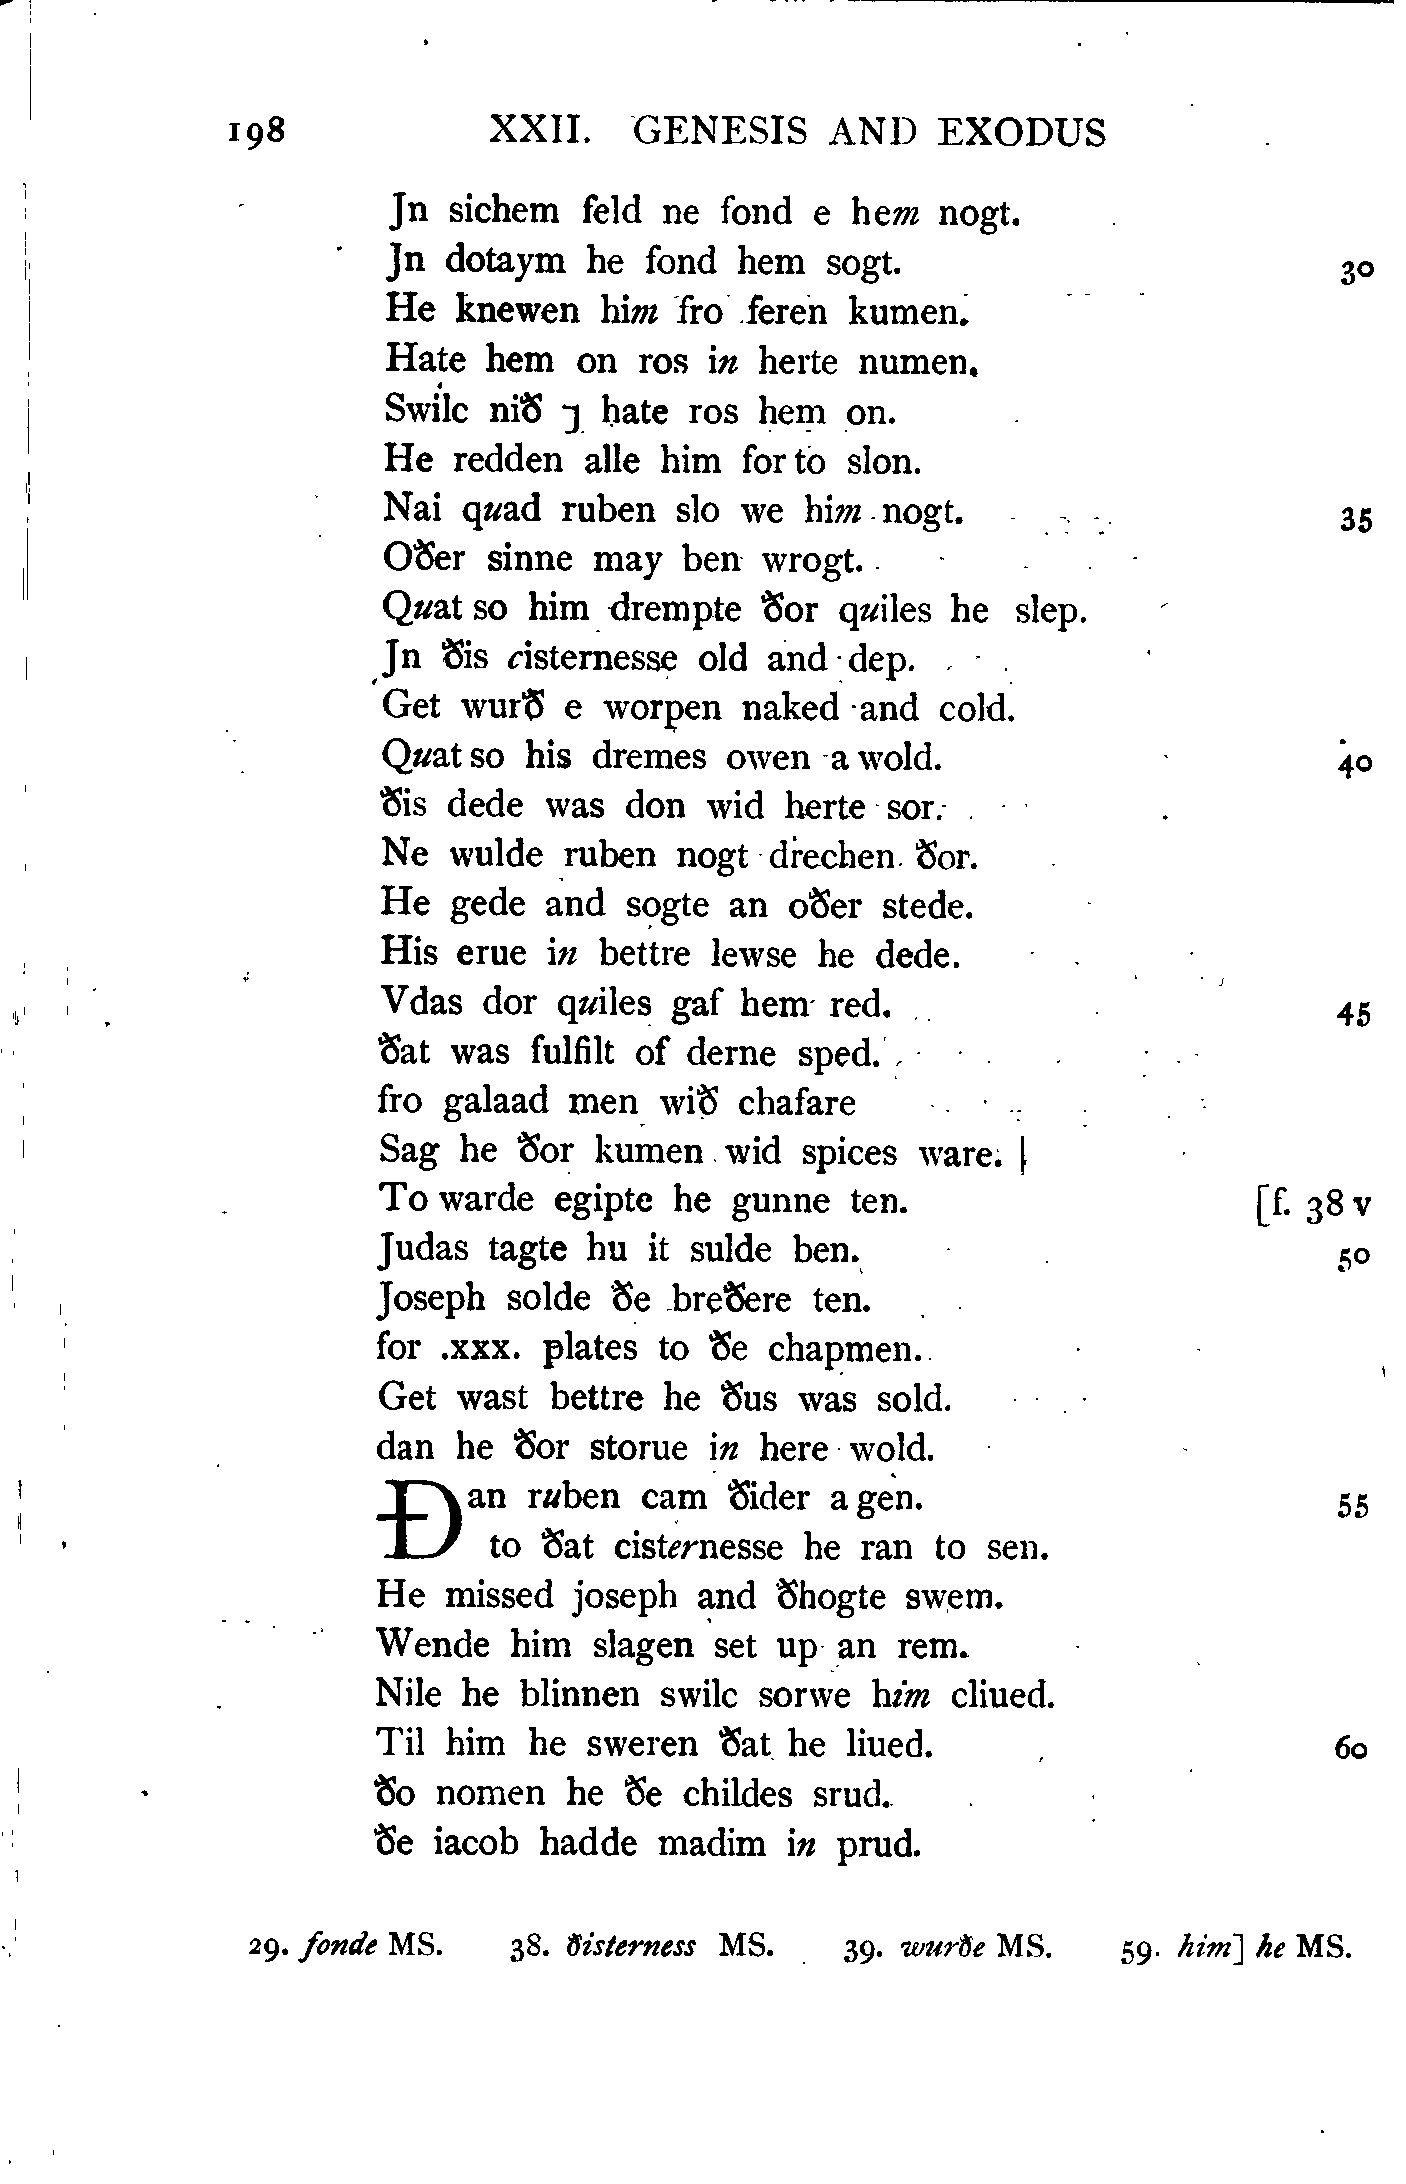 198 XXII. GENESIS AND EXODUS
Jn sichem feld ne fond e hem nogt.
Jn dotaym he fond hem sogt. 30
He knewen him fro feren kumen.
Hate hem on ros in herte numen.
Swilc nið ⁊ hate ros hem on.
He redden alle him for to slon.
Nai quad ruben slo we him nogt. 35
Oðer sinne may ben wrogt.
Quat so him drempte ðor quiles he slep.
Jn ðis cisternesse old and dep.
Get wurð e worpen naked and cold.
Quat so his dremes owen a wold. 40
ðis dede was don wid herte sor.
Ne wulde ruben nogt drechen ðor.
He gede and sogte an oðer stede.
His erue in bettre lewse he dede.
Vdas dor quiles gaf hem red. 45
ðat was fulfilt of derne sped.
fro galaad men wið chafare
Sag he ðor kumen wid spices ware. |
To warde egipte he gunne ten. [f. 38 v
Judas tagte hu it sulde ben. 50
Joseph solde ðe breðere ten.
for .xxx. plates to ðe chapmen.
Get wast bettre he ðus was sold.
dan he ðor storue in here wold.
Ðan ruben cam ðider a gen. 55
to ðat cisternesse he ran to sen.
He missed joseph and ðhogte swem.
Wende him slagen set up an rem.
Nile he blinnen swilc sorwe him cliued.
Til him he sweren ðat he liued. 60
ðo nomen he ðe childes srud.
ðe iacob hadde madim in prud.
29. fonde MS. 38. ðisterness MS. 39. wurðe MS. 59. him] he MS.